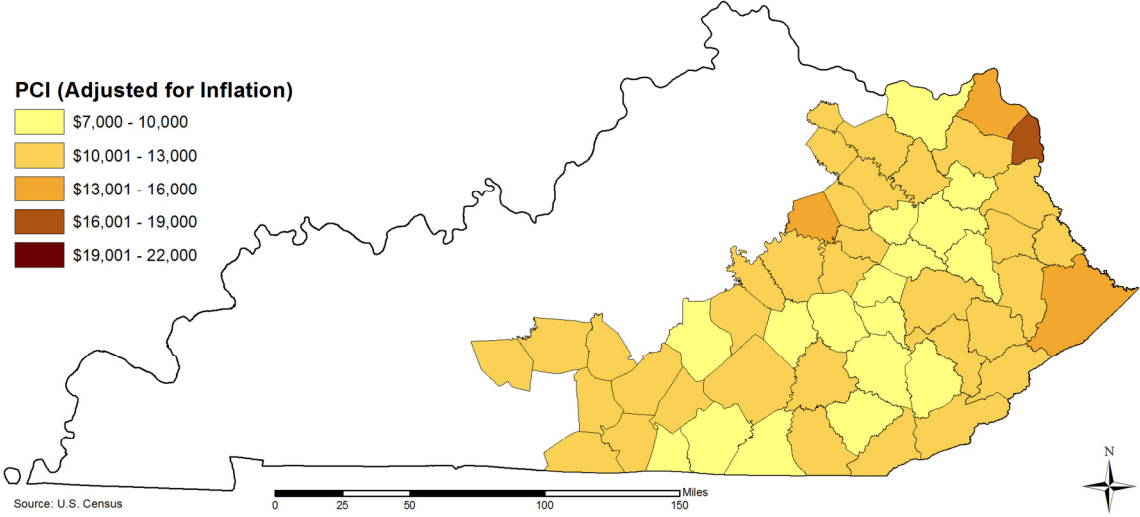 PCI (Adjusted for Inflation)
$7,000 - 10,000
$10,001 - 13,000
$13,001 - 16,000
$16,001 - 19,000
$19,001 - 22,000
N
Miles
0 25 50 100 150
Source: U.S. Census